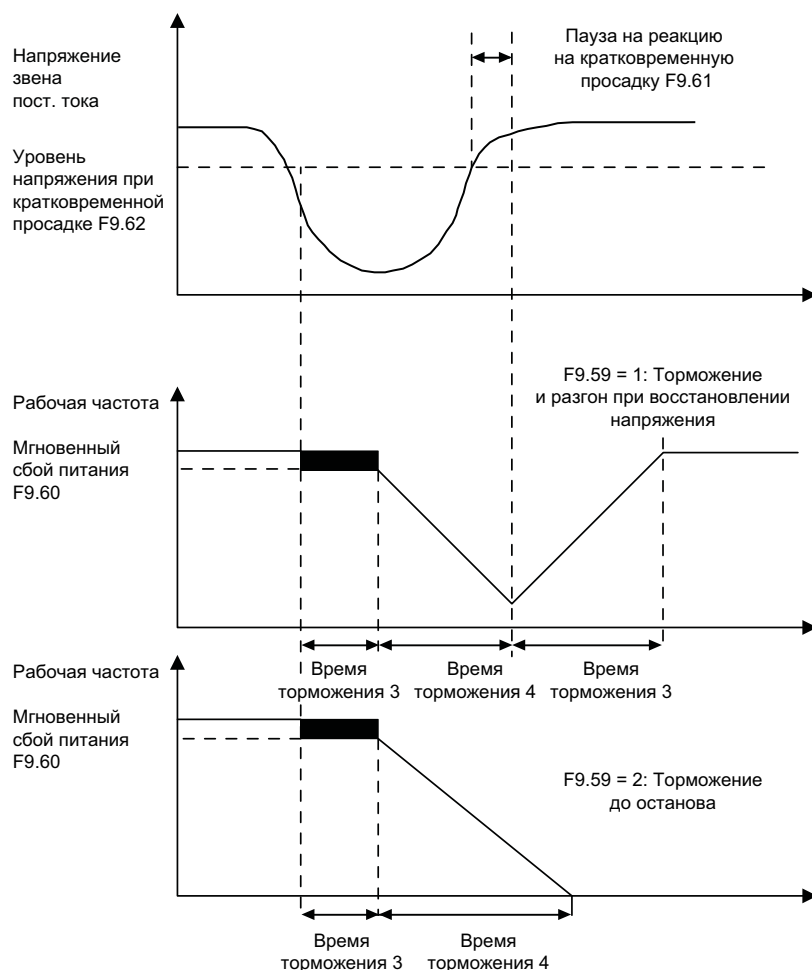 Напряжение
звена
пост. тока
Пауза на реакцию
на кратковременную
просадку F9.61
Уровень
напряжения при
кратковременной
просадке F9.62
Рабочая частота
F9.59 = 1: Торможение
и разгон при восстановлении
напряжения
Мгновенный
сбой питания
F9.60
Время
торможения 3
Время
торможения 4
Время
торможения 3
Рабочая частота
Мгновенный
сбой питания
F9.60
F9.59 = 2: Торможение
до останова
Время
торможения 3
Время
торможения 4